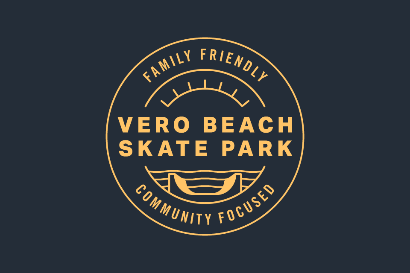 FAMILY FRIENDLY
VERO BEACH
SKATE PARK
COMMUNITY FOCUSED